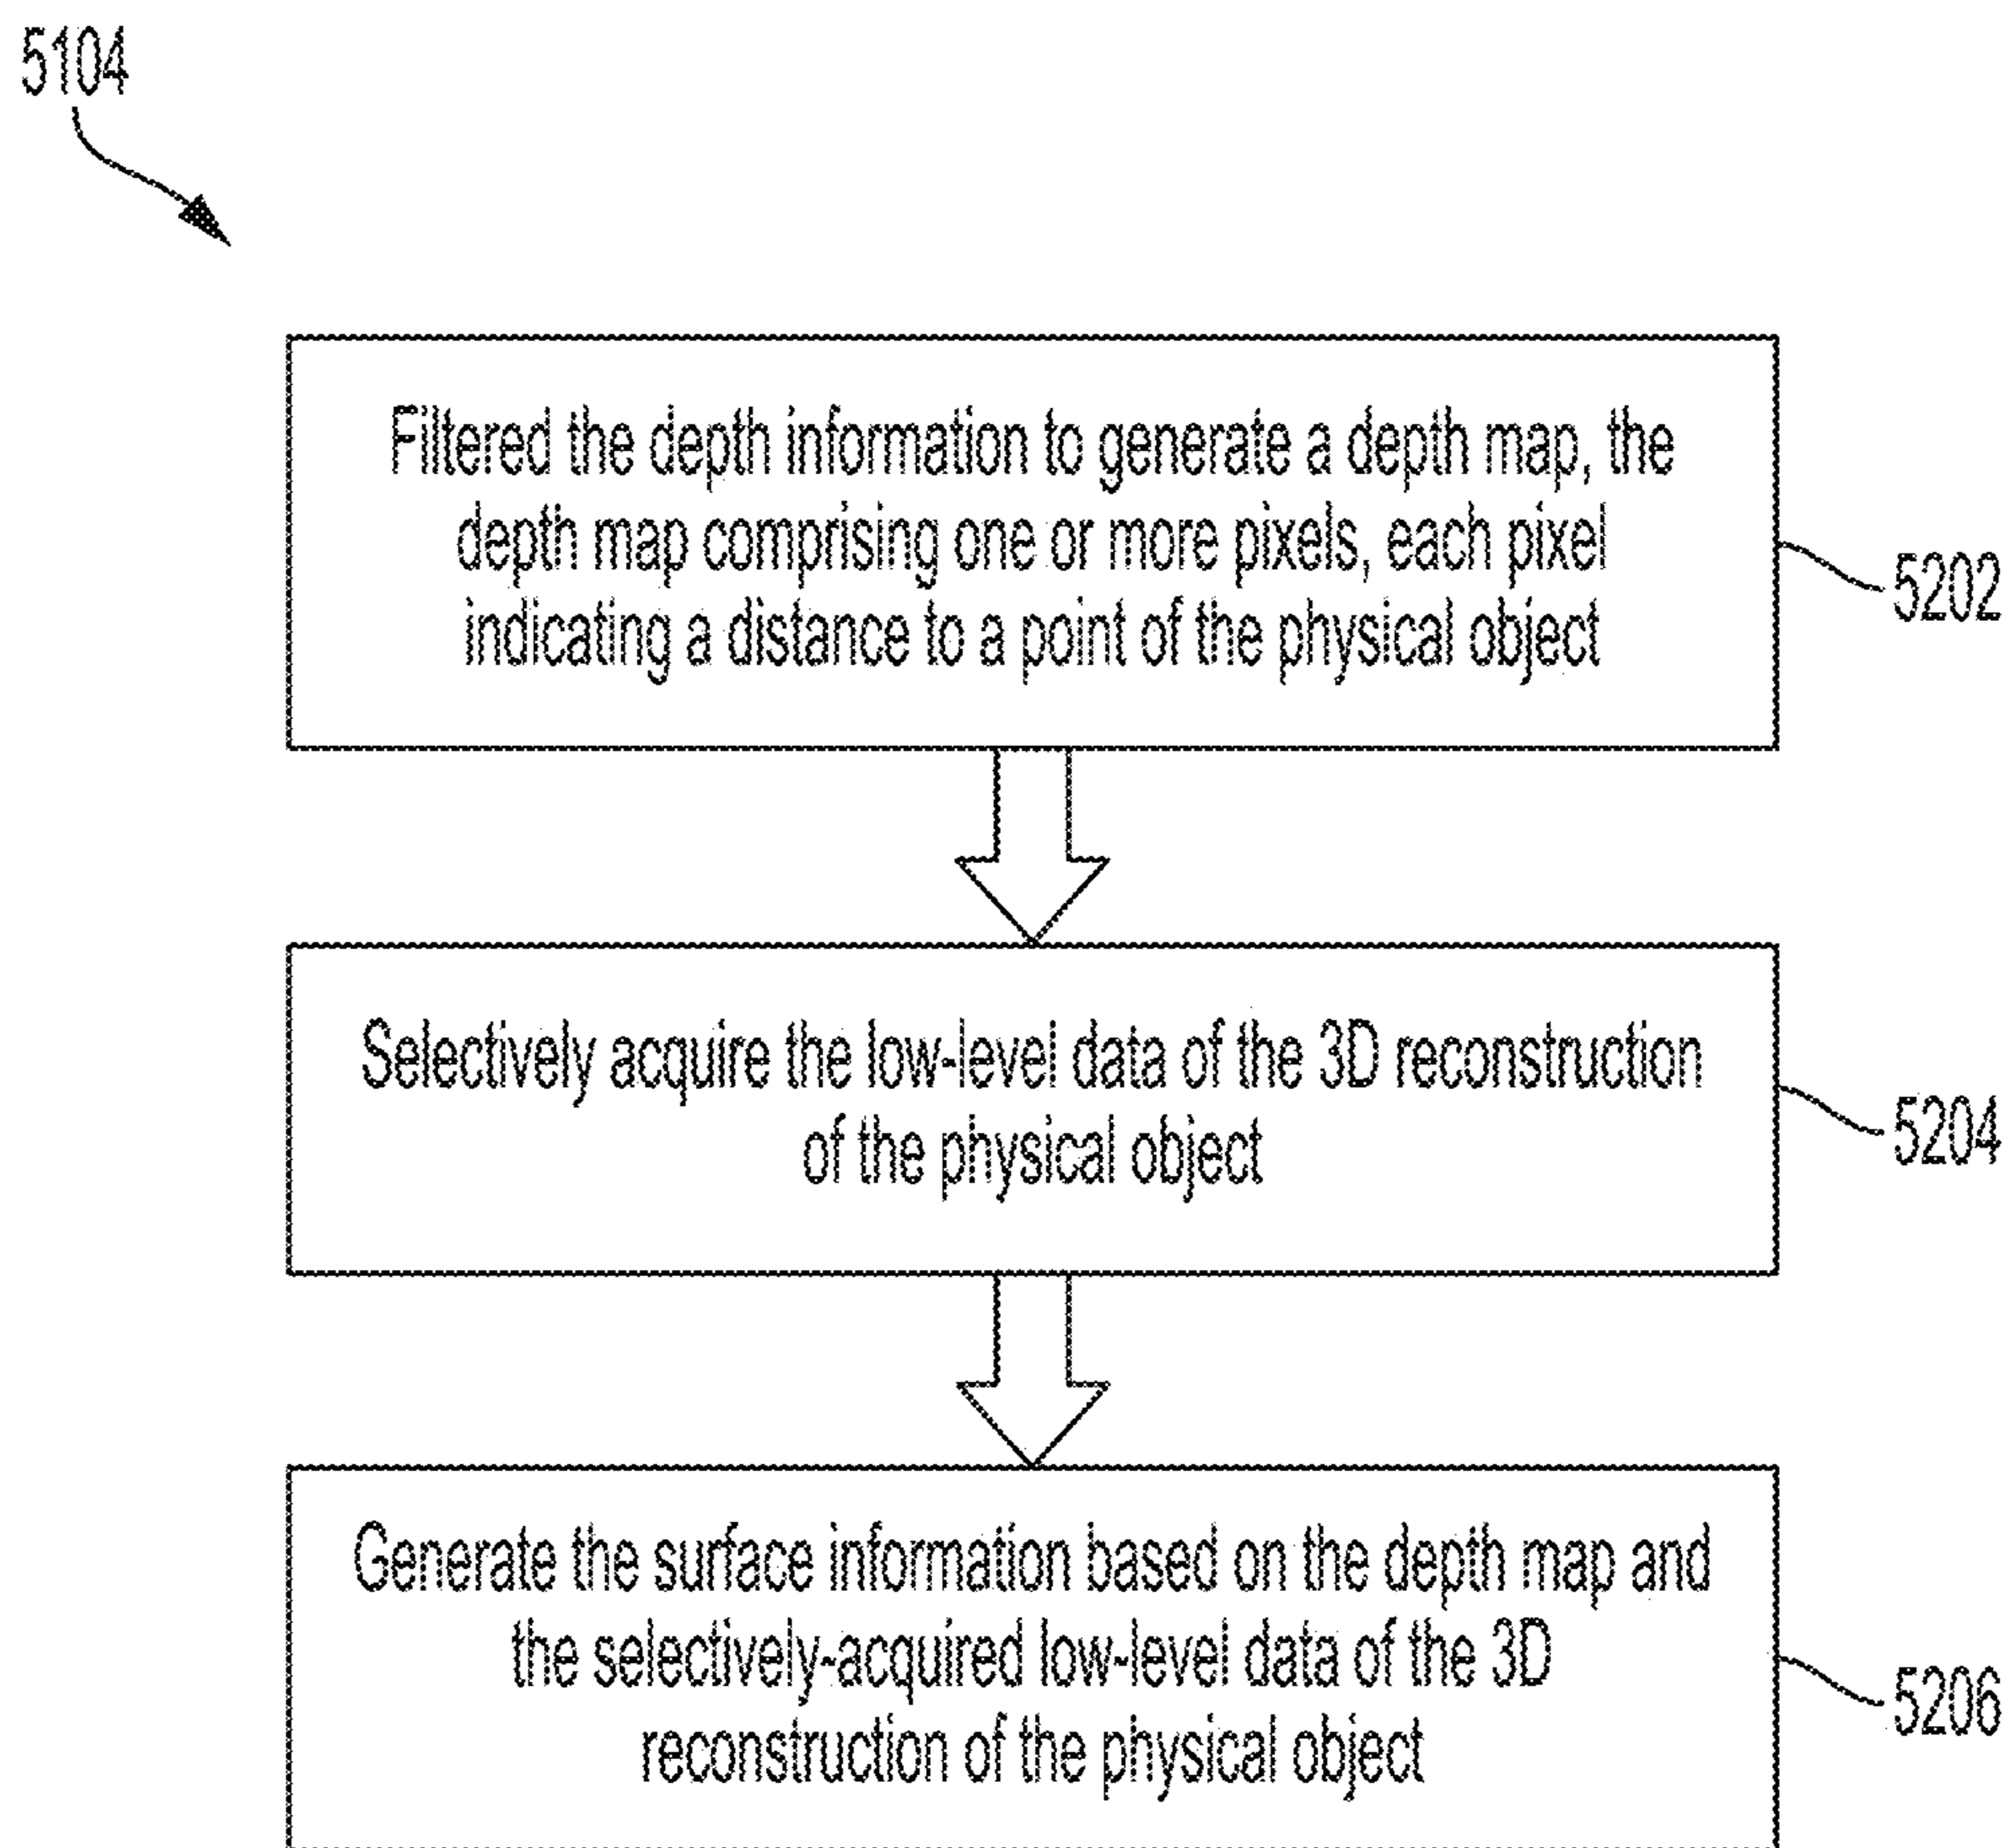 5104
Filtered the depth information to generate a depth map, the
depth map comprising one or more pixels, each pixel
indicating a distance to a point of the physical object
5202
Selectively acquire the low-level data of the 3D reconstruction
of the physical object
5204
Generate the surface information based on the depth map and
the selectively-acquired low-level data of the 3D
reconstruction of the physical object
5206